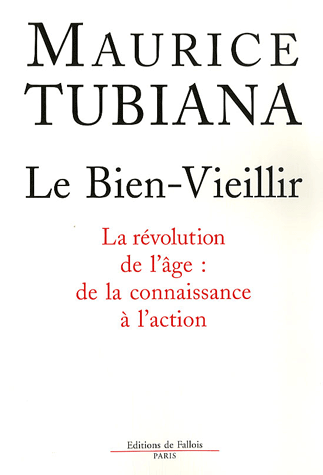 MAURICE
TUBIANA
Le Bien-Vieillir
La révolution
de l'âge :
de la connaissance
à l'action
Editions de Fallois
PARIS